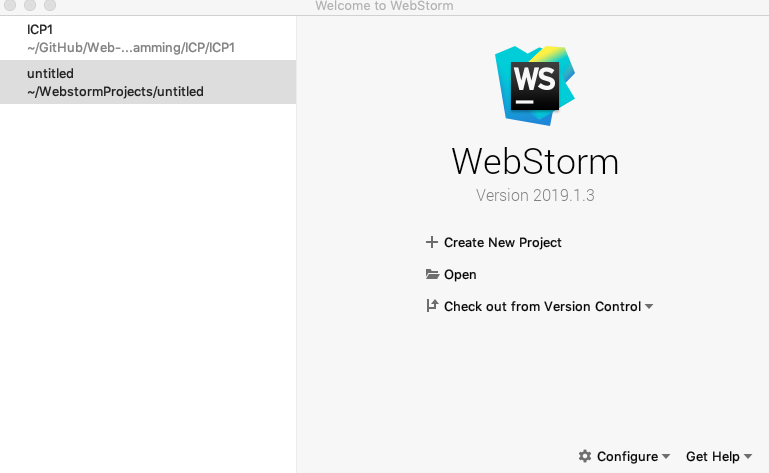 Welcome to WebStorm
ICP1
~/GitHub/Web-...amming/ICP/ICP1
untitled
~/WebstormProjects/untitled
WS
WebStorm
Version 2019.1.3
Create New Project
Open
Check out from Version Control
Configure
Get Help